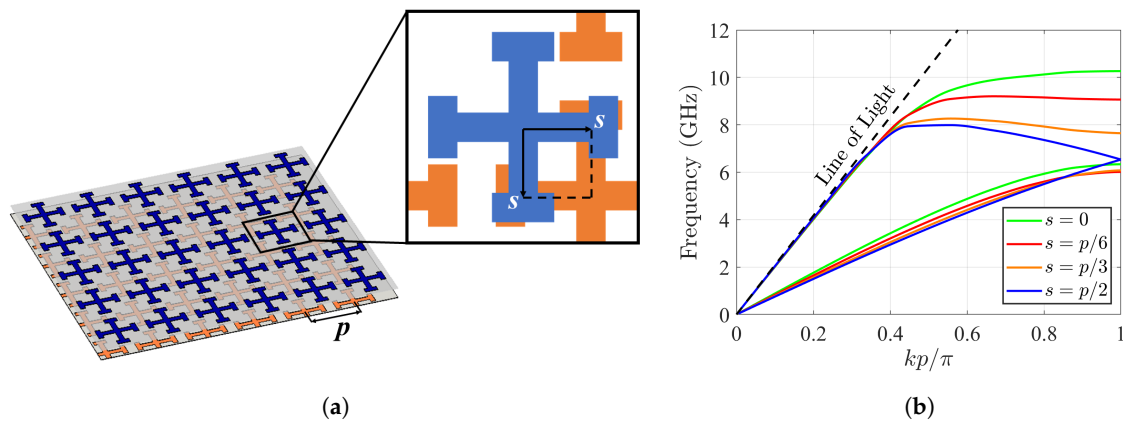 s
s
p
(a)
12
10
8
6
4
2
0
Frequency (GHz)
Line of Light
s = 0
s = p/6
s = p/3
s = p/2
0
0.2
0.4
0.6
0.8
1
kp/π
(b)